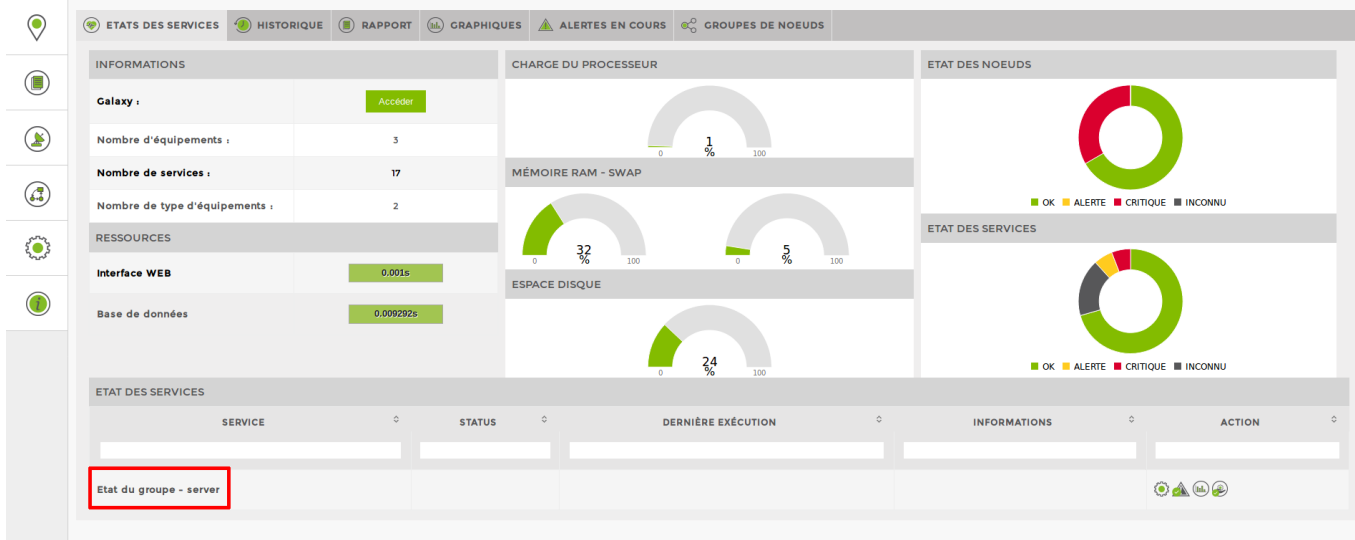 ETATS DES SERVICES HISTORIQUE RAPPORT GRAPHIQUES ALERTES EN COURS GROUPES DE NOEUDS
INFORMATIONS
Galaxy : Accéder
Nombre d'équipements : 3
Nombre de services : 17
Nombre de type d'équipements : 2
RESSOURCES
Interface WEB 0.001s
Base de données 0.009292s
CHARGE DU PROCESSEUR
1
%
0 100
MÉMOIRE RAM - SWAP
32 5
% %
0 100 0 100
ESPACE DISQUE
24
%
0 100
ETAT DES NOEUDS
OK ALERTE CRITIQUE INCONNU
ETAT DES SERVICES
OK ALERTE CRITIQUE INCONNU
ETAT DES SERVICES
SERVICE STATUS DERNIÈRE EXÉCUTION INFORMATIONS ACTION
Etat du groupe - server